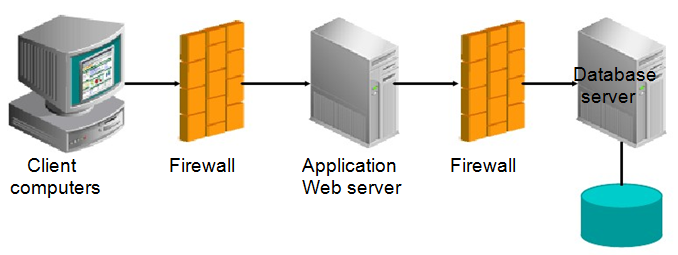 Client
computers
Firewall
Application
Web server
Firewall
Database
server